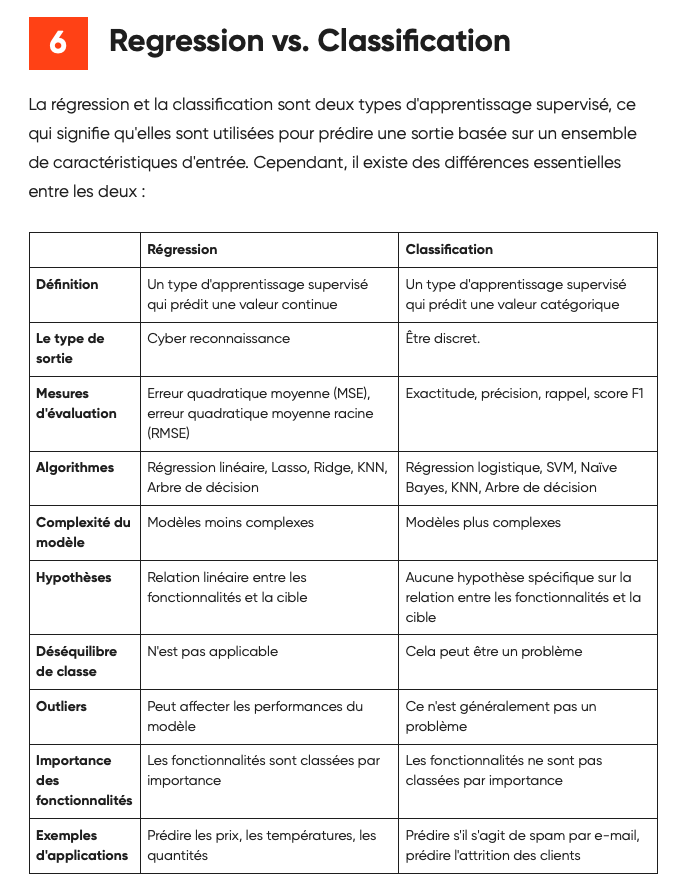 6 Regression vs. Classification
La régression et la classification sont deux types d'apprentissage supervisé, ce
qui signifie qu'elles sont utilisées pour prédire une sortie basée sur un ensemble
de caractéristiques d'entrée. Cependant, il existe des différences essentielles
entre les deux :
Régression Classification
Définition Un type d'apprentissage supervisé Un type d'apprentissage supervisé
qui prédit une valeur continue qui prédit une valeur catégorique
Le type de Cyber reconnaissance Être discret.
sortie
Mesures Erreur quadratique moyenne (MSE), Exactitude, précision, rappel, score F1
d'évaluation erreur quadratique moyenne racine
(RMSE)
Algorithmes Régression linéaire, Lasso, Ridge, KNN, Régression logistique, SVM, Naïve
Arbre de décision Bayes, KNN, Arbre de décision
Complexité du Modèles moins complexes Modèles plus complexes
modèle
Hypothèses Relation linéaire entre les Aucune hypothèse spécifique sur la
fonctionnalités et la cible relation entre les fonctionnalités et la
cible
Déséquilibre N'est pas applicable Cela peut être un problème
de classe
Outliers Peut affecter les performances du Ce n'est généralement pas un
modèle problème
Importance Les fonctionnalités sont classées par Les fonctionnalités ne sont pas
des importance classées par importance
fonctionnalités
Exemples Prédire les prix, les températures, les Prédire s'il s'agit de spam par e-mail,
d'applications quantités prédire l'attrition des clients